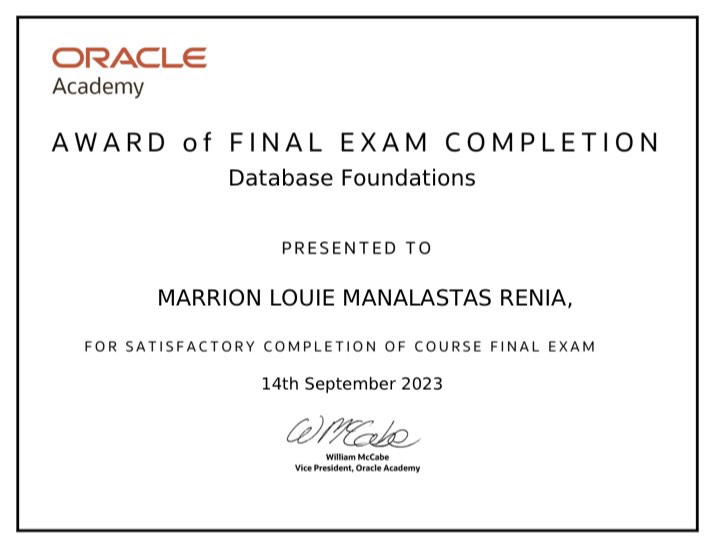 ORACLE
Academy
AWARD of FINAL EXAM COMPLETION
Database Foundations
PRESENTED TO
MARRION LOUIE MANALASTAS RENIA,
FOR SATISFACTORY COMPLETION OF COURSE FINAL EXAM
14th September 2023
WMcCabe
William McCabe
Vice President, Oracle Academy